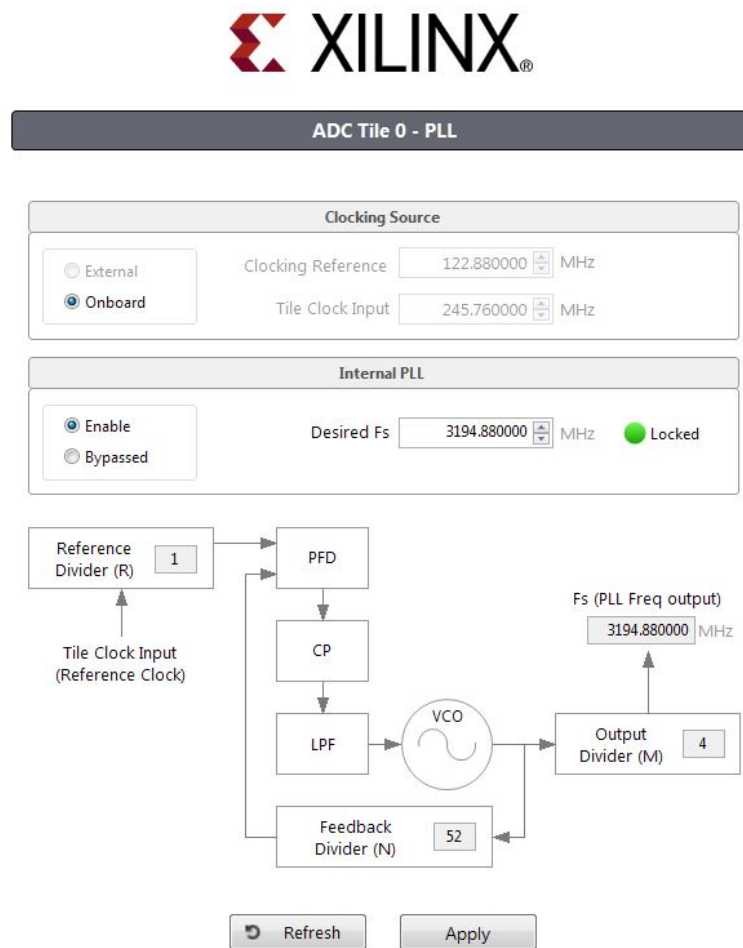 XILINX®
ADC Tile 0 - PLL
Clocking Source
External
Onboard
Clocking Reference 122.880000 MHz
Tile Clock Input 245.760000 MHz
Internal PLL
Enable
Bypassed
Desired Fs 3194.880000 MHz Locked
Reference
Divider (R) 1
PFD
Tile Clock Input
(Reference Clock)
CP
Fs (PLL Freq output)
3194.880000 MHz
LPF
VCO
Output
Divider (M) 4
Feedback
Divider (N) 52
Refresh
Apply